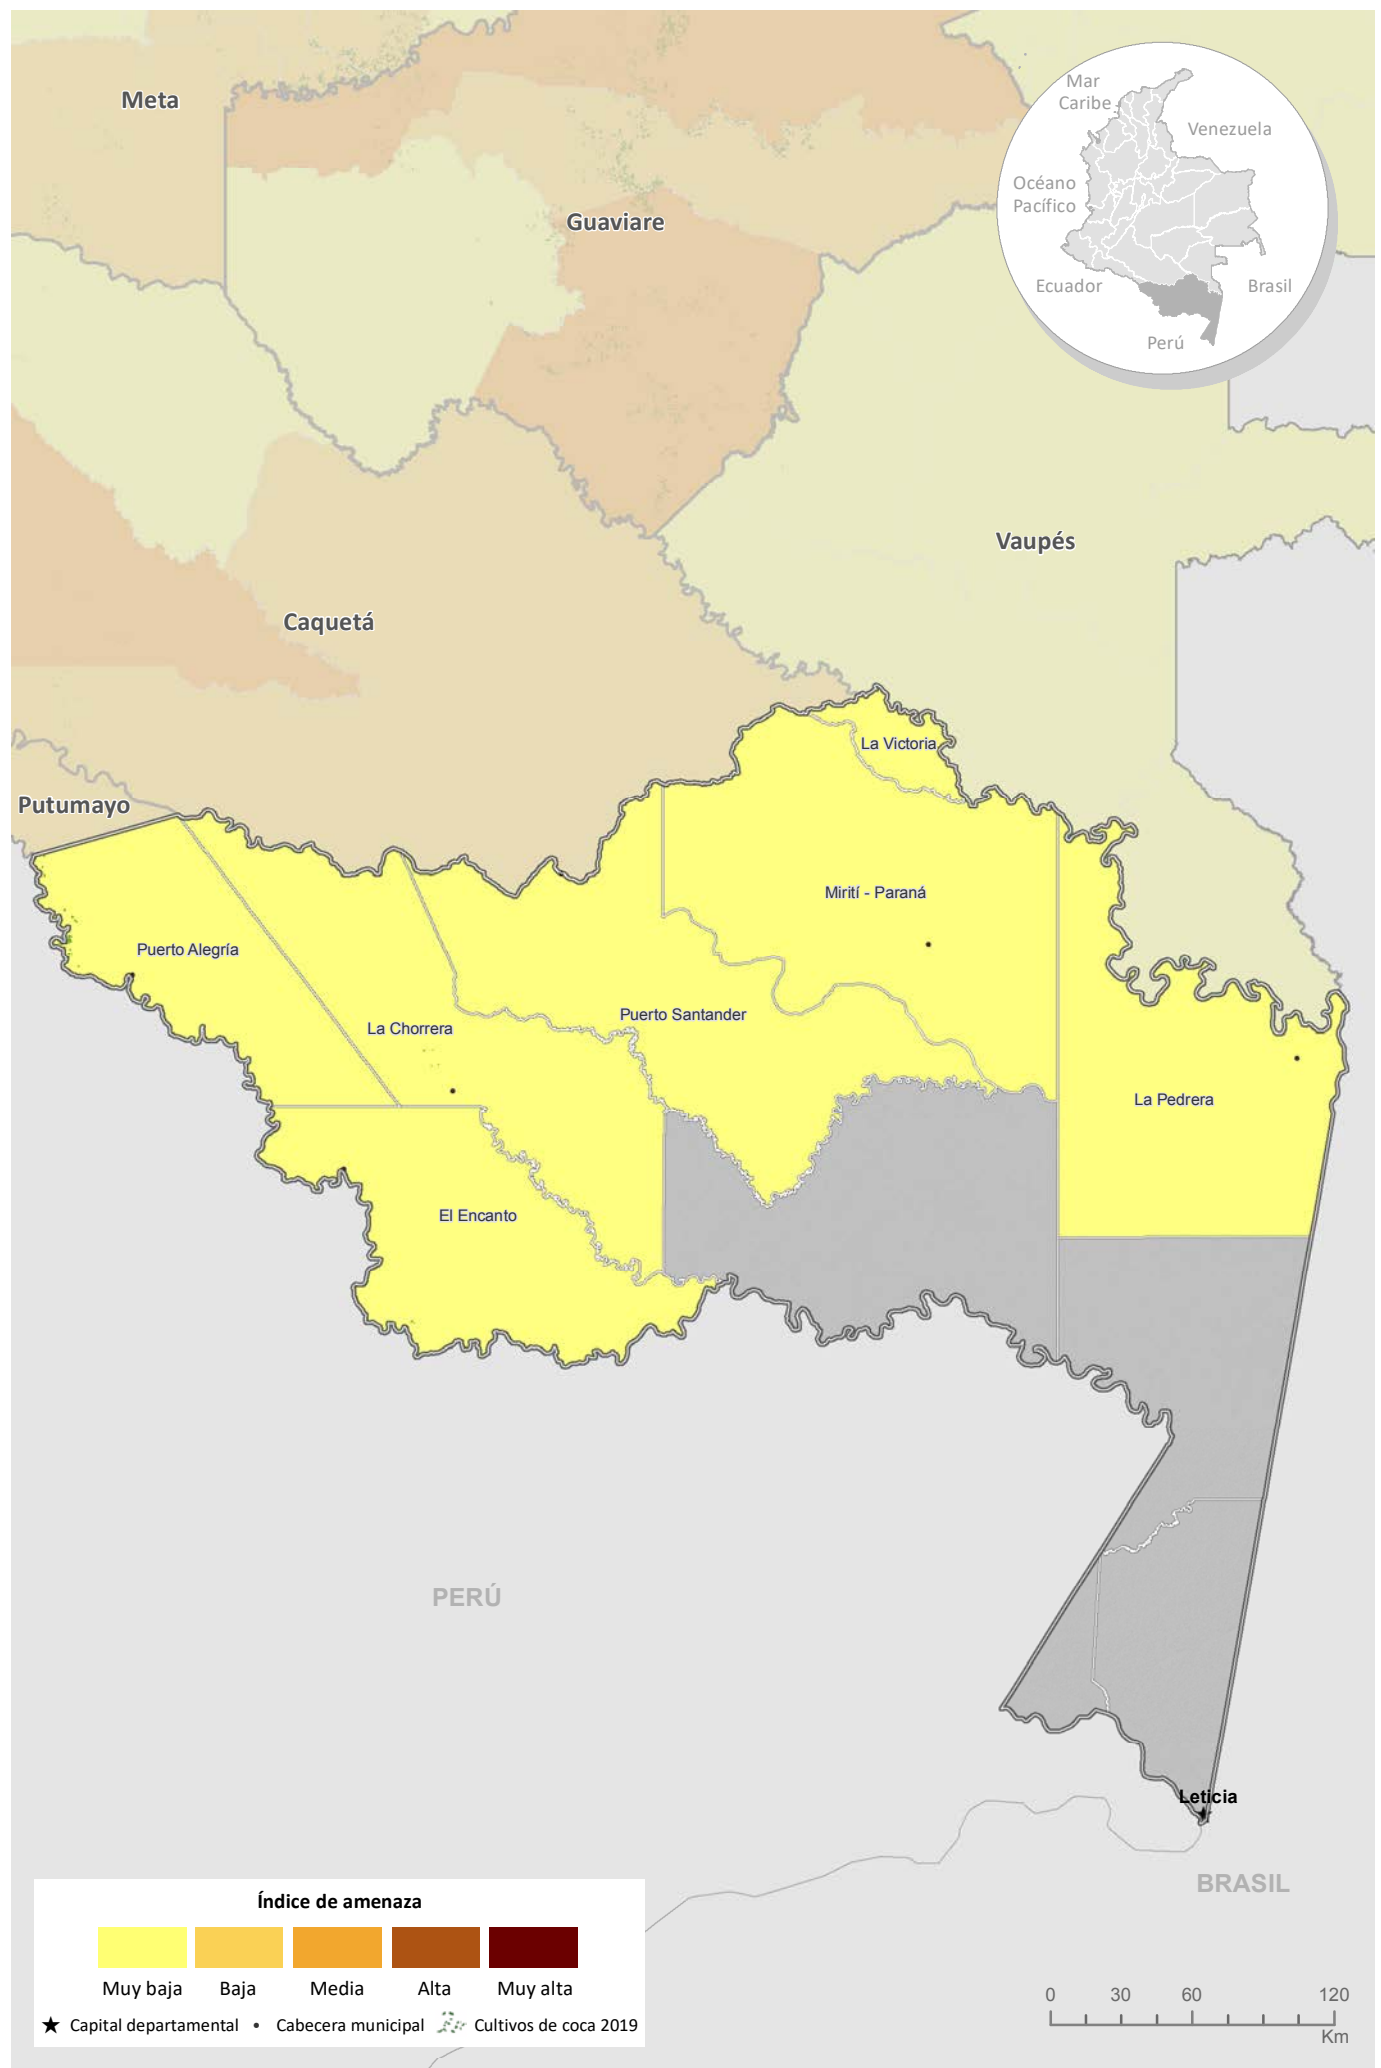 Meta
Mar
Caribe
Venezuela
Océano
Pacífico
Guaviare
Ecuador
Brasil
Perú
Vaupés
Caquetá
La Victoria
Putumayo
Mirití - Paraná
Puerto Alegría
Puerto Santander
La Chorrera
La Pedrera
El Encanto
PERÚ
Leticia
BRASIL
Índice de amenaza
Muy baja
Baja
Media
Alta
Muy alta
Capital departamental
Cabecera municipal
Cultivos de coca 2019
0 30 60 120
Km